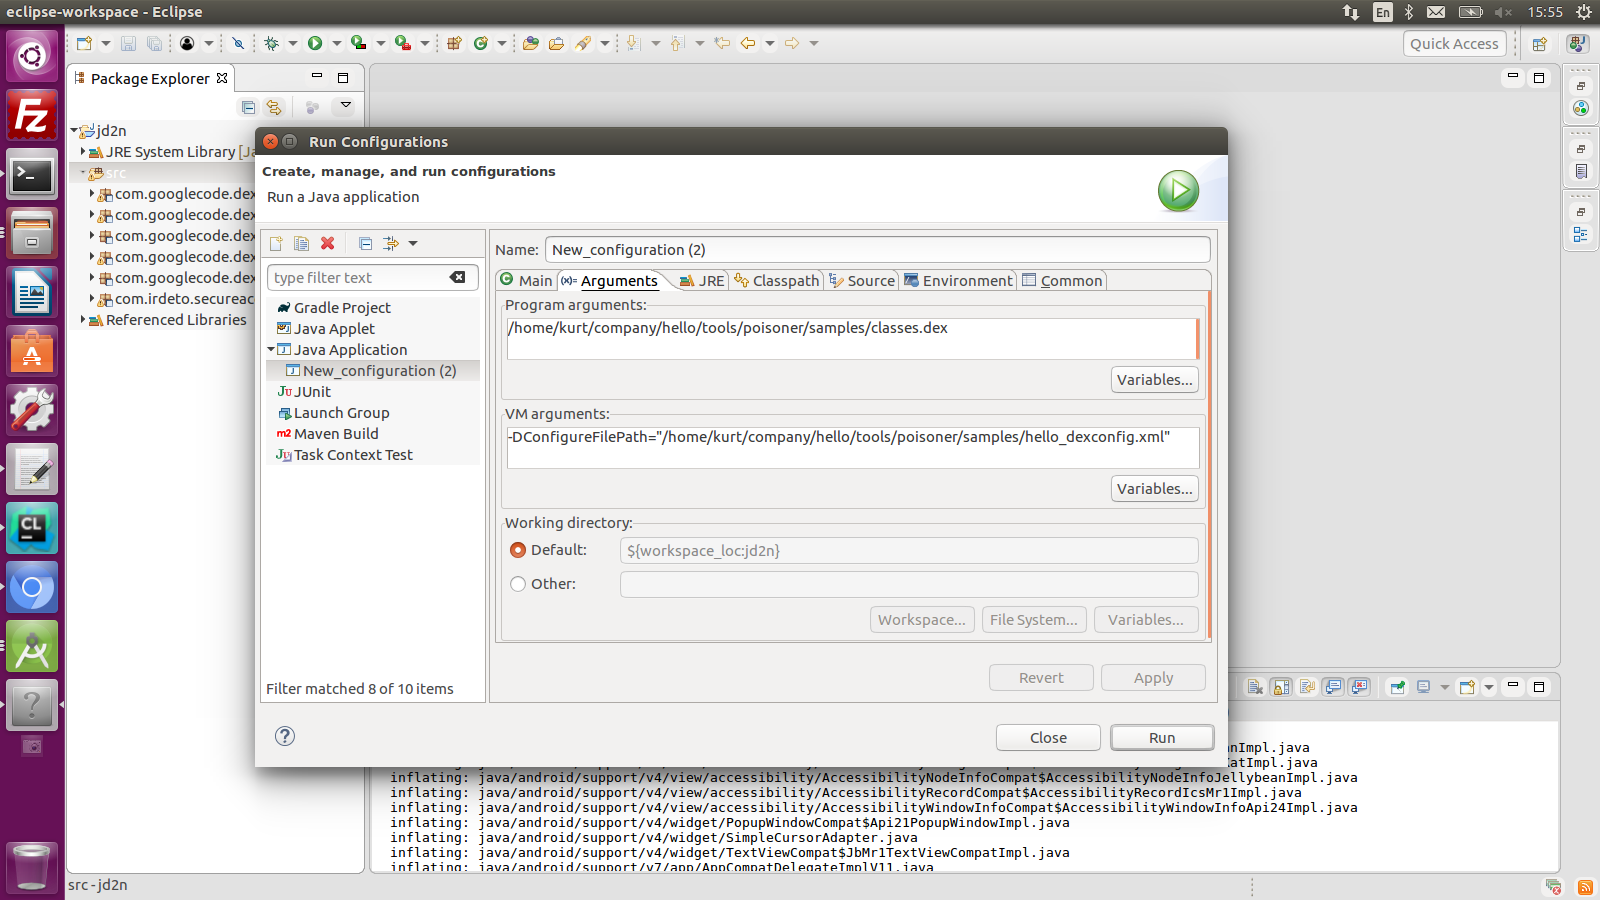 eclipse-workspace - Eclipse
En
15:55
Quick Access
Package Explorer
jd2n
JRE System Library [Ja
src
com.googlecode.dex
com.googlecode.dex
com.googlecode.dex
com.googlecode.dex
com.googlecode.dex
com.irdeto.secureac
Referenced Libraries
Run Configurations
Create, manage, and run configurations
Run a Java application
type filter text
Gradle Project
Java Applet
Java Application
New_configuration (2)
JUnit
Launch Group
Maven Build
Task Context Test
Filter matched 8 of 10 items
Name: New_configuration (2)
Main (x)= Arguments JRE Classpath Source Environment Common
Program arguments:
/home/kurt/company/hello/tools/poisoner/samples/classes.dex
Variables...
VM arguments:
-DConfigureFilePath="/home/kurt/company/hello/tools/poisoner/samples/hello_dexconfig.xml"
Variables...
Working directory:
Default: ${workspace_loc:jd2n}
Other:
Workspace... File System... Variables...
Revert Apply
Close Run
anImpl.java
atImpl.java
inflating: java/android/support/v4/view/accessibility/AccessibilityNodeInfoCompat$AccessibilityNodeInfoJellybeanImpl.java
inflating: java/android/support/v4/view/accessibility/AccessibilityRecordCompat$AccessibilityRecordIcsMr1Impl.java
inflating: java/android/support/v4/view/accessibility/AccessibilityWindowInfoCompat$AccessibilityWindowInfoApi24Impl.java
inflating: java/android/support/v4/widget/PopupWindowCompat$Api21PopupWindowImpl.java
inflating: java/android/support/v4/widget/SimpleCursorAdapter.java
inflating: java/android/support/v4/widget/TextViewCompat$JbMr1TextViewCompatImpl.java
inflating: java/android/support/v7/app/AppCompatDelegateImplV11.java
src - jd2n